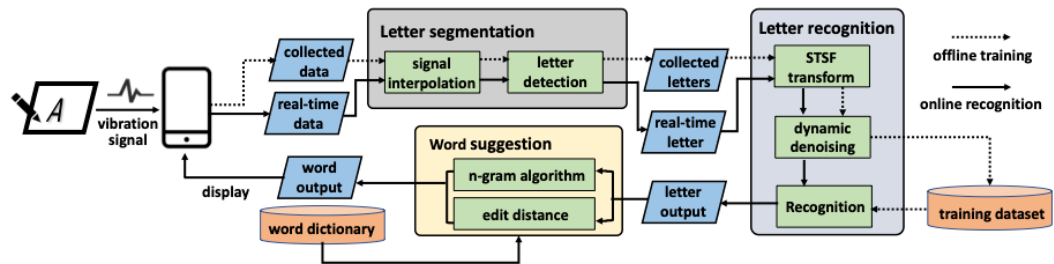 A
vibration
signal
collected
data
real-time
data
Letter segmentation
signal
interpolation
letter
detection
collected
letters
real-time
letter
Letter recognition
STSF
transform
dynamic
denoising
Recognition
offline training
online recognition
training dataset
letter
output
Word suggestion
n-gram algorithm
edit distance
word
output
display
word dictionary